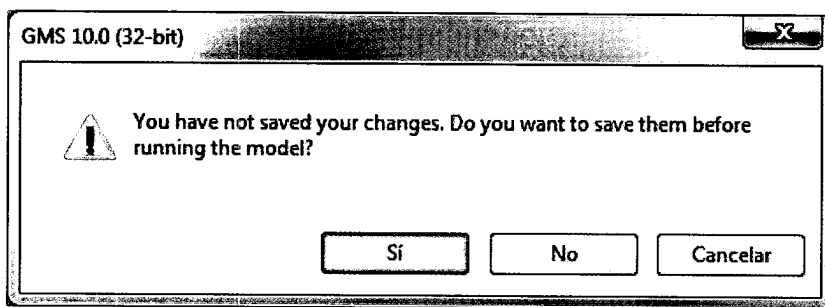 GMS 10.0 (32-bit)
You have not saved your changes. Do you want to save them before
running the model?
Sí
No
Cancelar